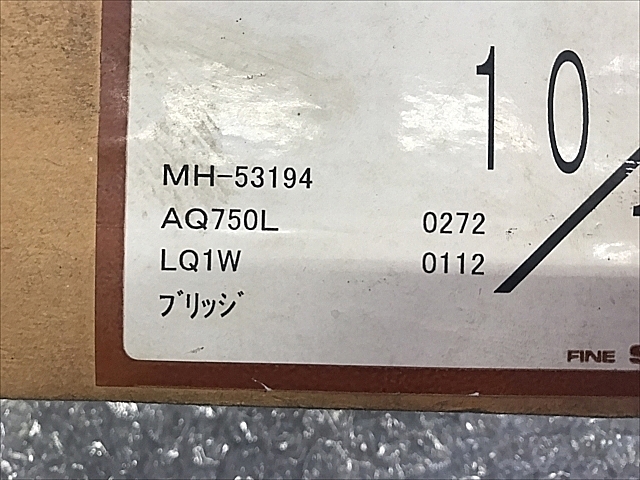 10/
MH-53194
AQ750L 0272
LQ1W 0112
ﾌﾞﾘｯｼﾞ
FINE